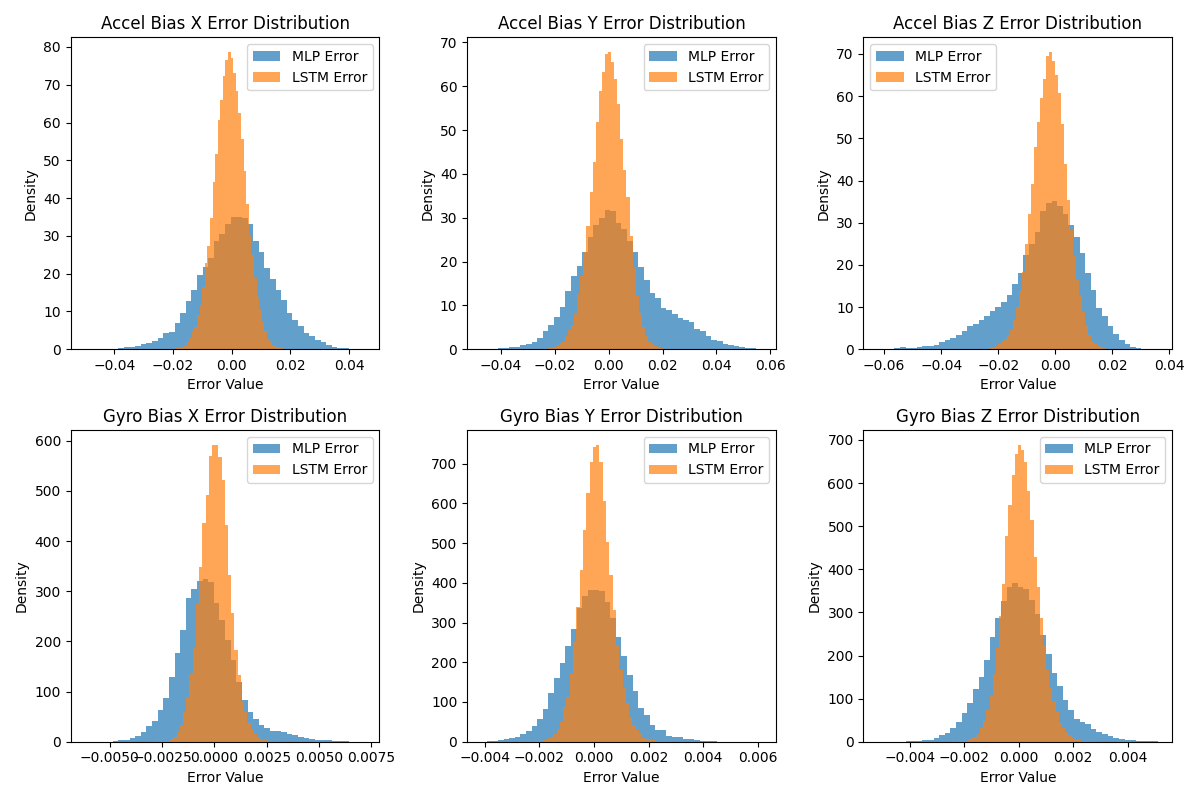 Accel Bias X Error Distribution
80
70
60
50
40
30
20
10
0
Density
MLP Error
LSTM Error
−0.04 −0.02 0.00 0.02 0.04
Error Value
Accel Bias Y Error Distribution
70
60
50
40
30
20
10
0
Density
MLP Error
LSTM Error
−0.04 −0.02 0.00 0.02 0.04 0.06
Error Value
Accel Bias Z Error Distribution
70
60
50
40
30
20
10
0
Density
MLP Error
LSTM Error
−0.06 −0.04 −0.02 0.00 0.02 0.04
Error Value
Gyro Bias X Error Distribution
600
500
400
300
200
100
0
Density
MLP Error
LSTM Error
−0.0050 −0.0025 0.0000 0.0025 0.0050 0.0075
Error Value
Gyro Bias Y Error Distribution
700
600
500
400
300
200
100
0
Density
MLP Error
LSTM Error
−0.004 −0.002 0.000 0.002 0.004 0.006
Error Value
Gyro Bias Z Error Distribution
700
600
500
400
300
200
100
0
Density
MLP Error
LSTM Error
−0.004 −0.002 0.000 0.002 0.004
Error Value